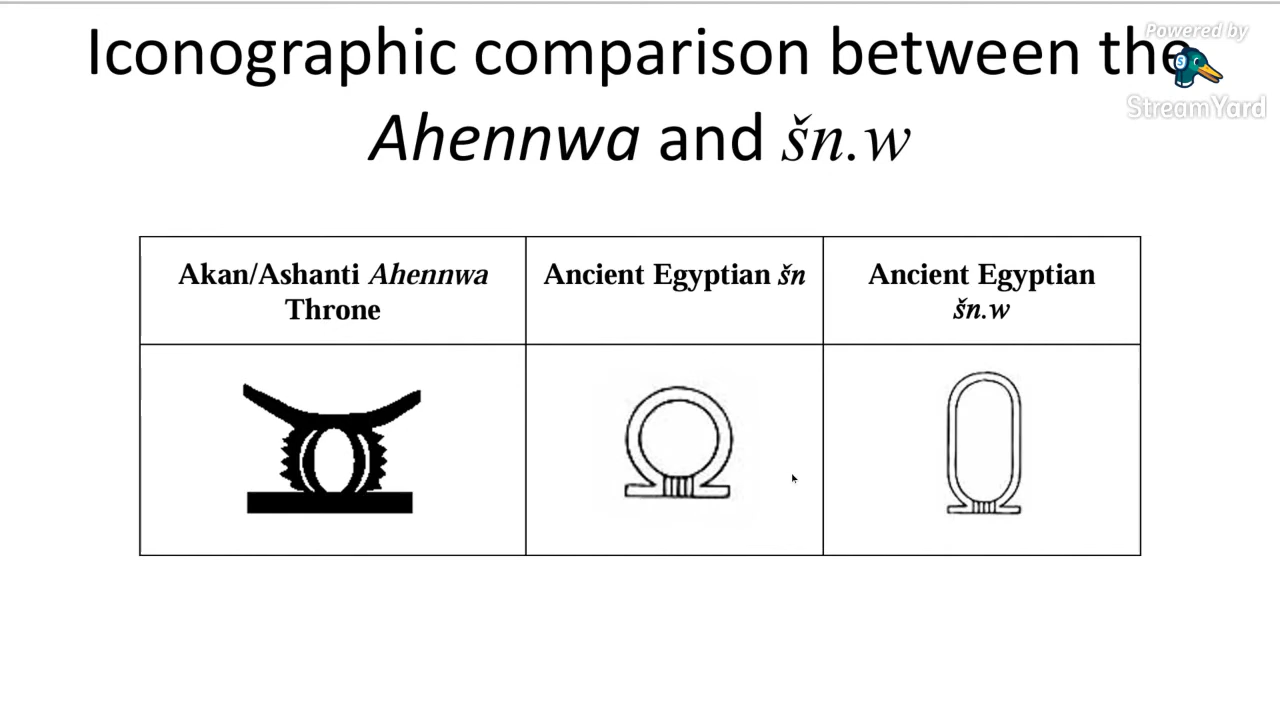 Iconographic comparison between the
Ahennwa and šn.w
Powered by
StreamYard
Akan/Ashanti Ahennwa
Throne
Ancient Egyptian šn
Ancient Egyptian
šn.w